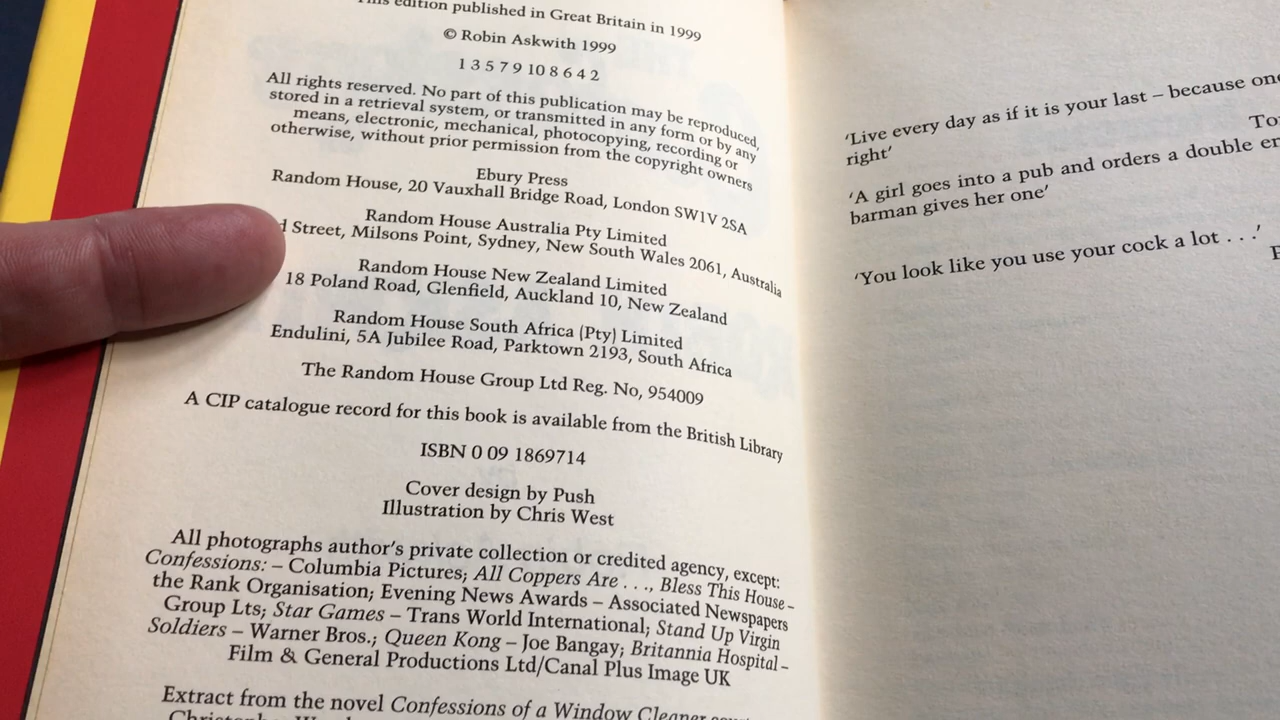 This edition published in Great Britain in 1999
© Robin Askwith 1999
1 3 5 7 9 10 8 6 4 2
All rights reserved. No part of this publication may be reproduced,
stored in a retrieval system, or transmitted in any form or by any
means, electronic, mechanical, photocopying, recording or
otherwise, without prior permission from the copyright owners
Ebury Press
Random House, 20 Vauxhall Bridge Road, London SW1V 2SA
Random House Australia Pty Limited
d Street, Milsons Point, Sydney, New South Wales 2061, Australia
Random House New Zealand Limited
18 Poland Road, Glenfield, Auckland 10, New Zealand
Random House South Africa (Pty) Limited
Endulini, 5A Jubilee Road, Parktown 2193, South Africa
The Random House Group Ltd Reg. No, 954009
A CIP catalogue record for this book is available from the British Library
ISBN 0 09 1869714
Cover design by Push
Illustration by Chris West
All photographs author's private collection or credited agency, except:
Confessions: – Columbia Pictures; All Coppers Are . . ., Bless This House –
the Rank Organisation; Evening News Awards – Associated Newspapers
Group Lts; Star Games – Trans World International; Stand Up Virgin
Soldiers – Warner Bros.; Queen Kong – Joe Bangay; Britannia Hospital –
Film & General Productions Ltd/Canal Plus Image UK
Extract from the novel Confessions of a Window Cleaner
'Live every day as if it is your last – because one
right'
To
'A girl goes into a pub and orders a double en
barman gives her one'
'You look like you use your cock a lot . . .'